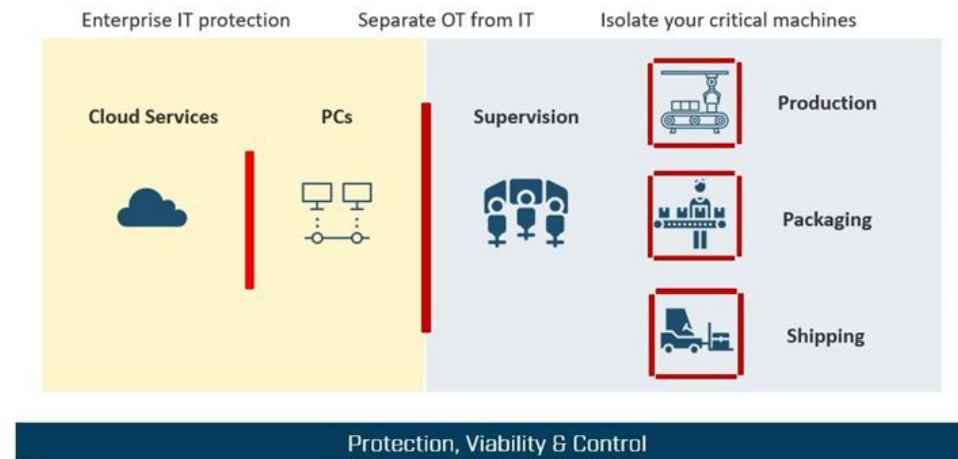 Enterprise IT protection
Separate OT from IT
Isolate your critical machines
Cloud Services
PCs
Supervision
Production
Packaging
Shipping
Protection, Viability & Control